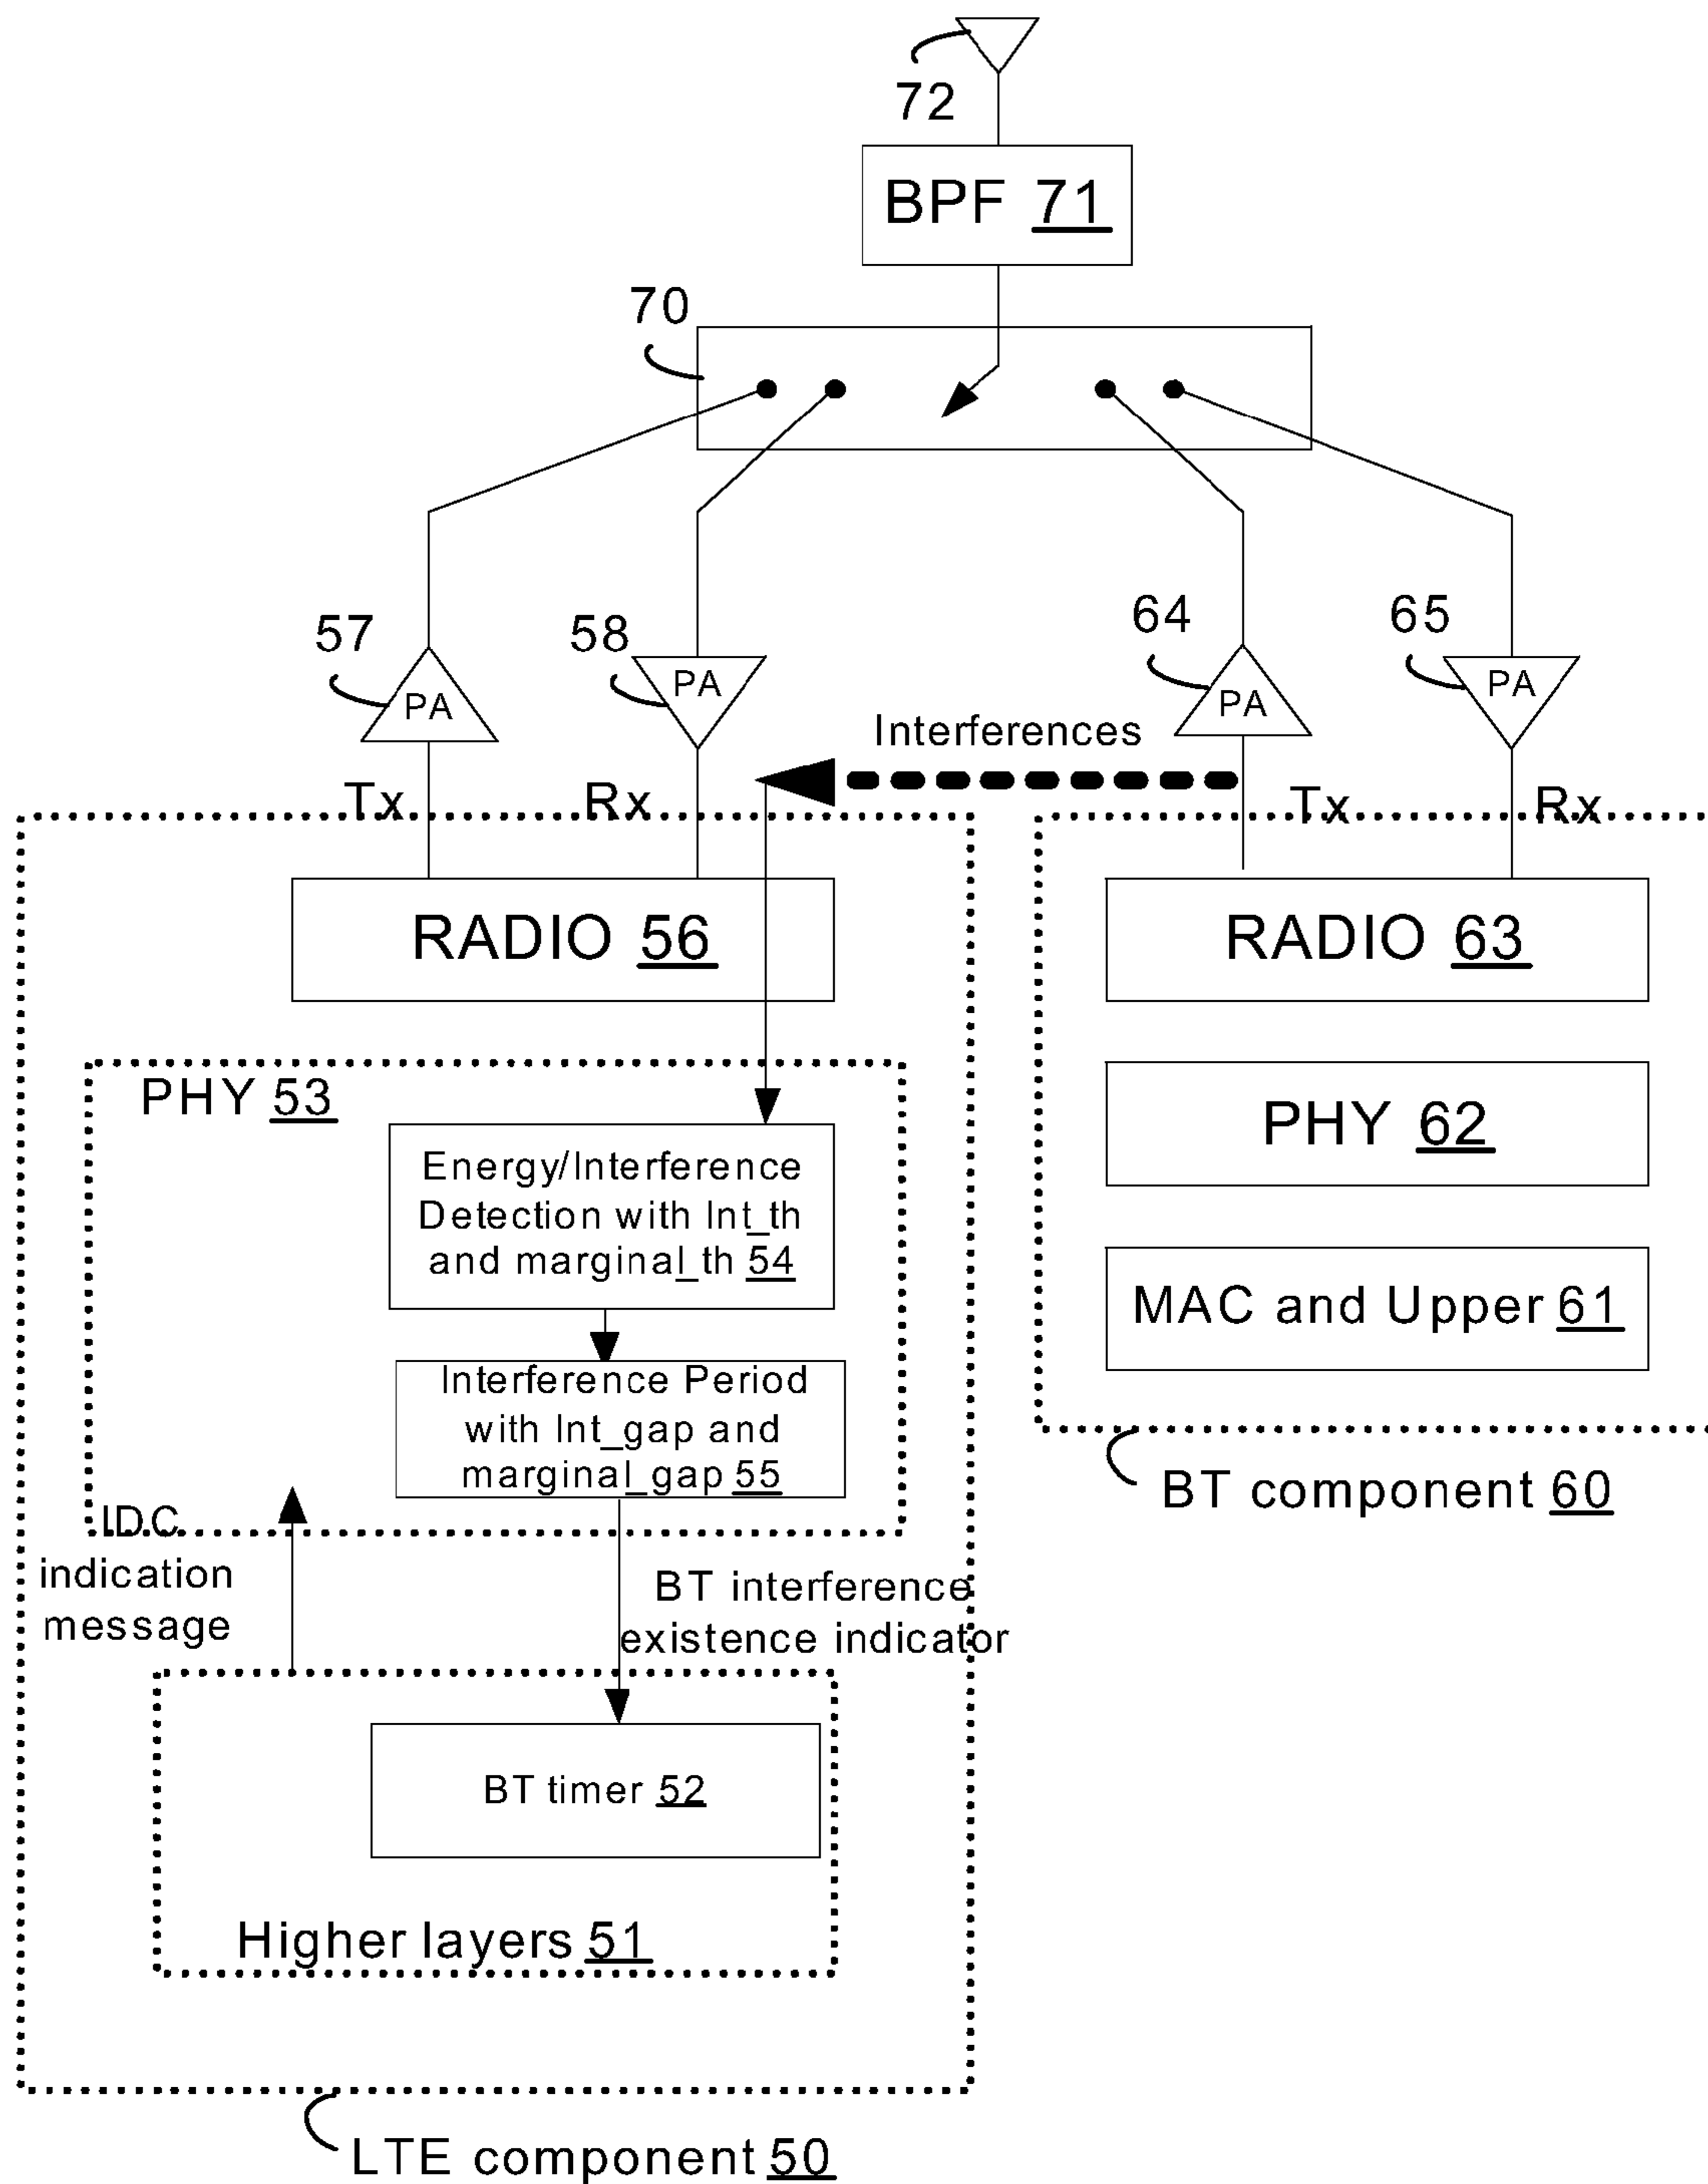 72
BPF 71
70
57
58
64
65
PA
PA
PA
PA
Interferences
Tx
Rx
Tx
Rx
RADIO 56
RADIO 63
PHY 53
PHY 62
Energy/Interference
Detection with Int_th
and marginal_th 54
MAC and Upper 61
Interference Period
with Int_gap and
marginal_gap 55
BT component 60
IDC
indication
message
BT interference
existence indicator
BT timer 52
Higher layers 51
LTE component 50